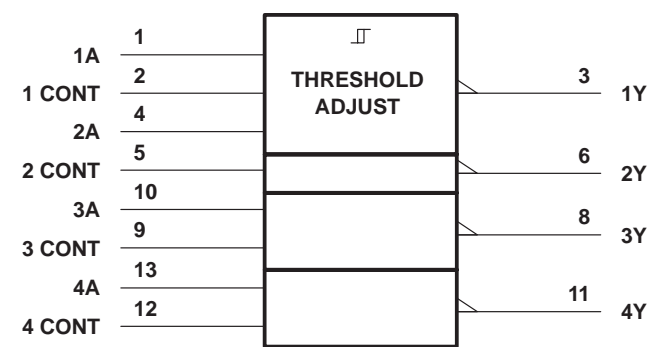 1A 1
1 CONT 2
2A 4
2 CONT 5
3A 10
3 CONT 9
4A 13
4 CONT 12
THRESHOLD
ADJUST
3 1Y
6 2Y
8 3Y
11 4Y